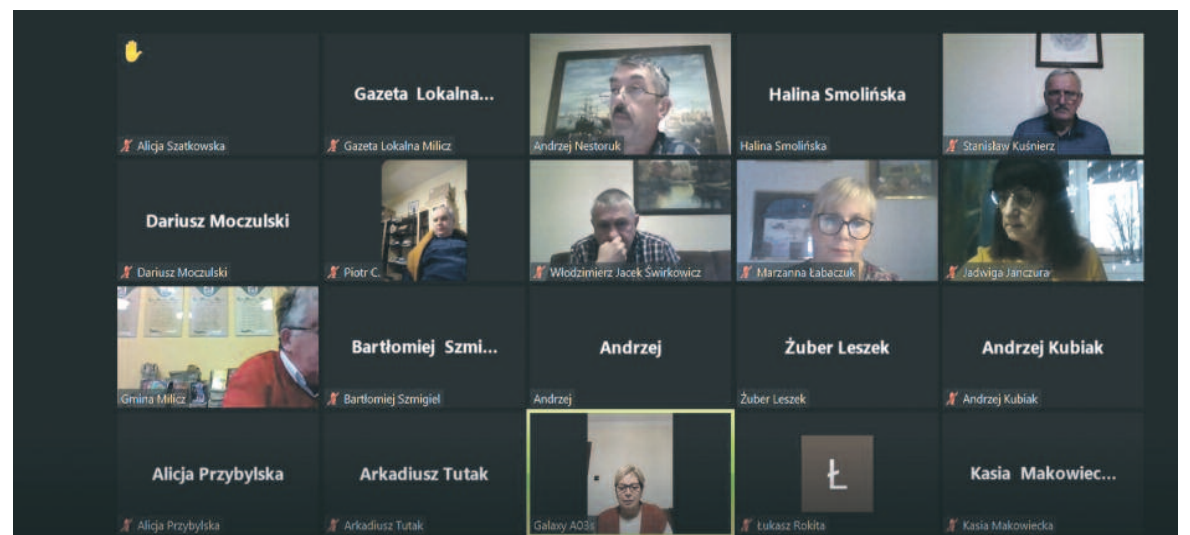 Alicja Szatkowska
Gazeta Lokalna...
Gazeta Lokalna Milicz
Andrzej Nestoruk
Halina Smolińska
Halina Smolińska
Stanisław Kuśnierz
Dariusz Moczulski
Dariusz Moczulski
Piotr C.
Włodzimierz Jacek Świrkowicz
Marzanna Łabaczuk
Jadwiga Janczura
Gmina Milicz
Bartłomiej Szmi...
Bartłomiej Szmigiel
Andrzej
Andrzej
Żuber Leszek
Żuber Leszek
Andrzej Kubiak
Andrzej Kubiak
Alicja Przybylska
Alicja Przybylska
Arkadiusz Tutak
Arkadiusz Tutak
Galaxy A03s
Ł
Łukasz Rokita
Kasia Makowiec...
Kasia Makowiecka